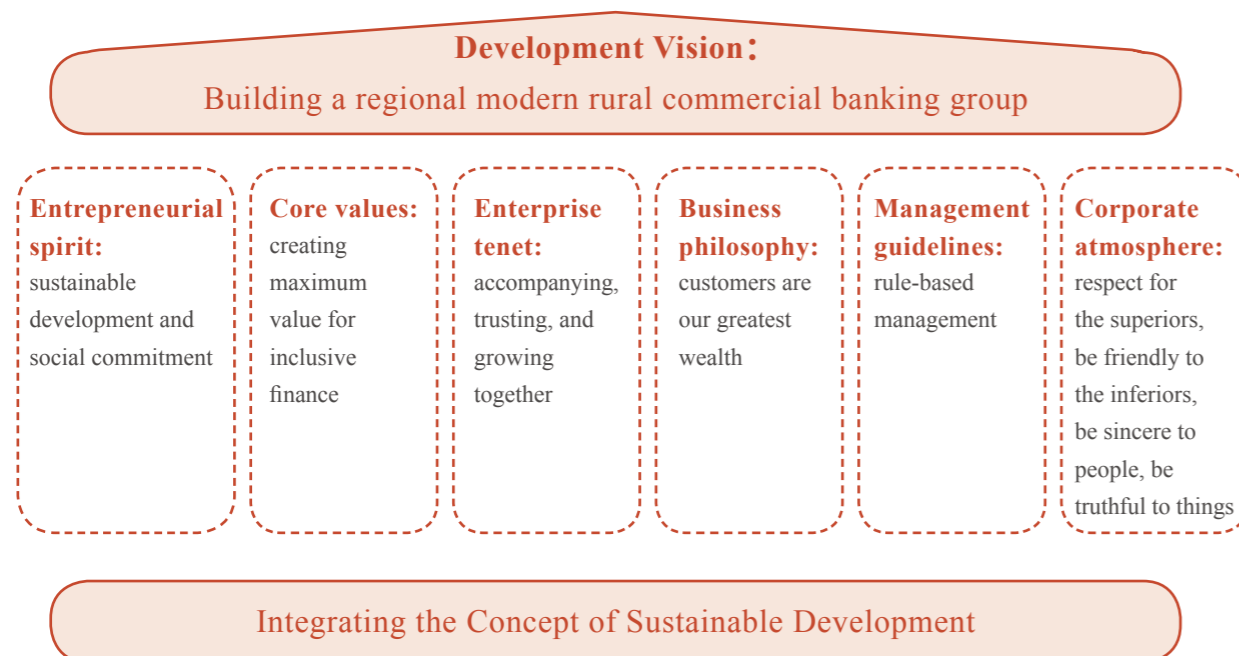 Development Vision：
Building a regional modern rural commercial banking group
Entrepreneurial
spirit:
sustainable
development and
social commitment
Core values:
creating
maximum
value for
inclusive
finance
Enterprise
tenet:
accompanying,
trusting, and
growing
together
Business
philosophy:
customers are
our greatest
wealth
Management
guidelines:
rule-based
management
Corporate
atmosphere:
respect for
the superiors,
be friendly to
the inferiors,
be sincere to
people, be
truthful to things
Integrating the Concept of Sustainable Development